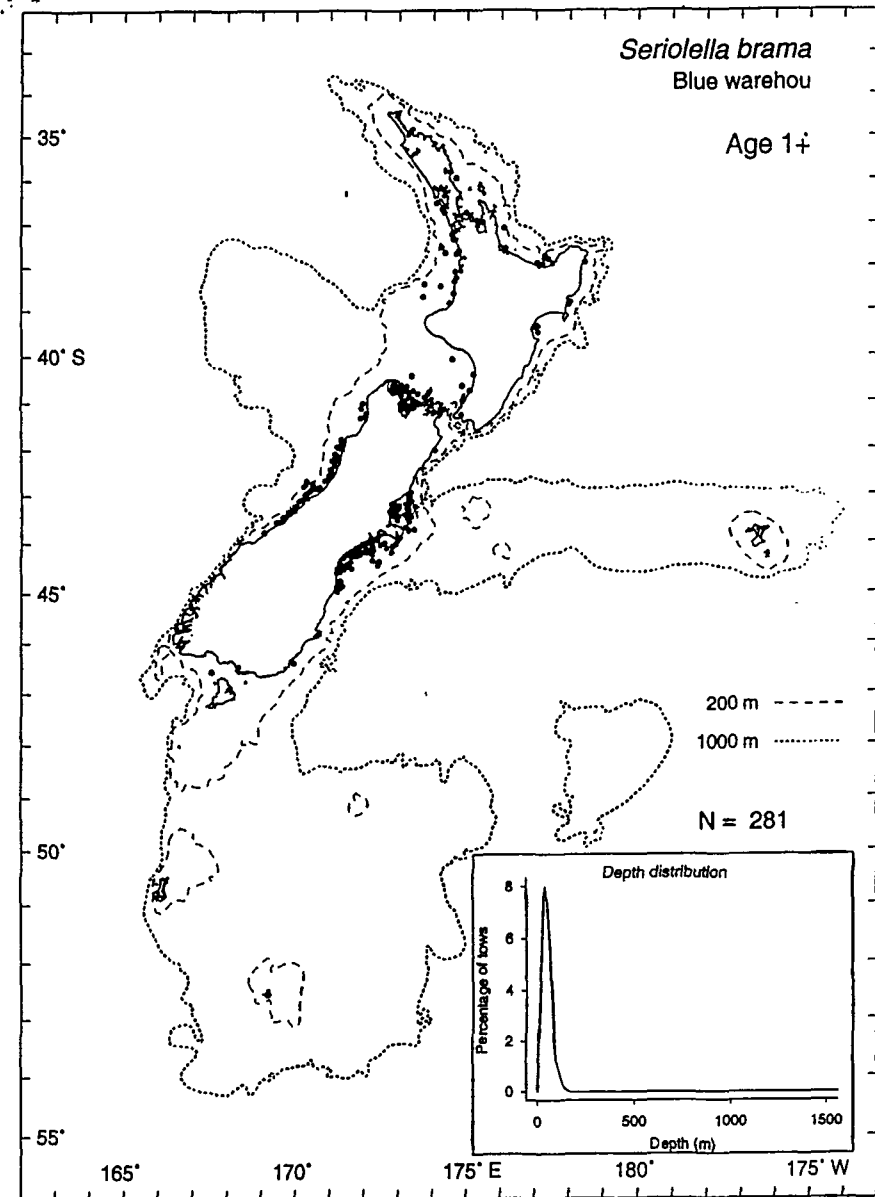 Seriolella brama
Blue warehou
Age 1+
35°
40° S
45°
200 m
1000 m
N = 281
50°
Depth distribution
8
6
4
2
0
Percentage of tows
0 500 1000 1500
Depth (m)
55°
165° 170° 175° E 180° 175° W